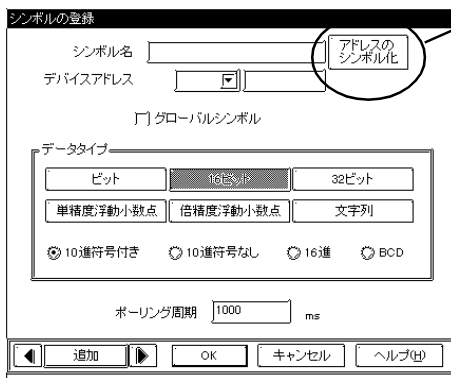 シンボルの登録
シンボル名
アドレスの
シンボル化
デバイスアドレス
グローバルシンボル
データタイプ
ビット 16ビット 32ビット
単精度浮動小数点 倍精度浮動小数点 文字列
10進符号付き 10進符号なし 16進 BCD
ポーリング周期 1000 ms
追加 OK キャンセル ヘルプ(H)